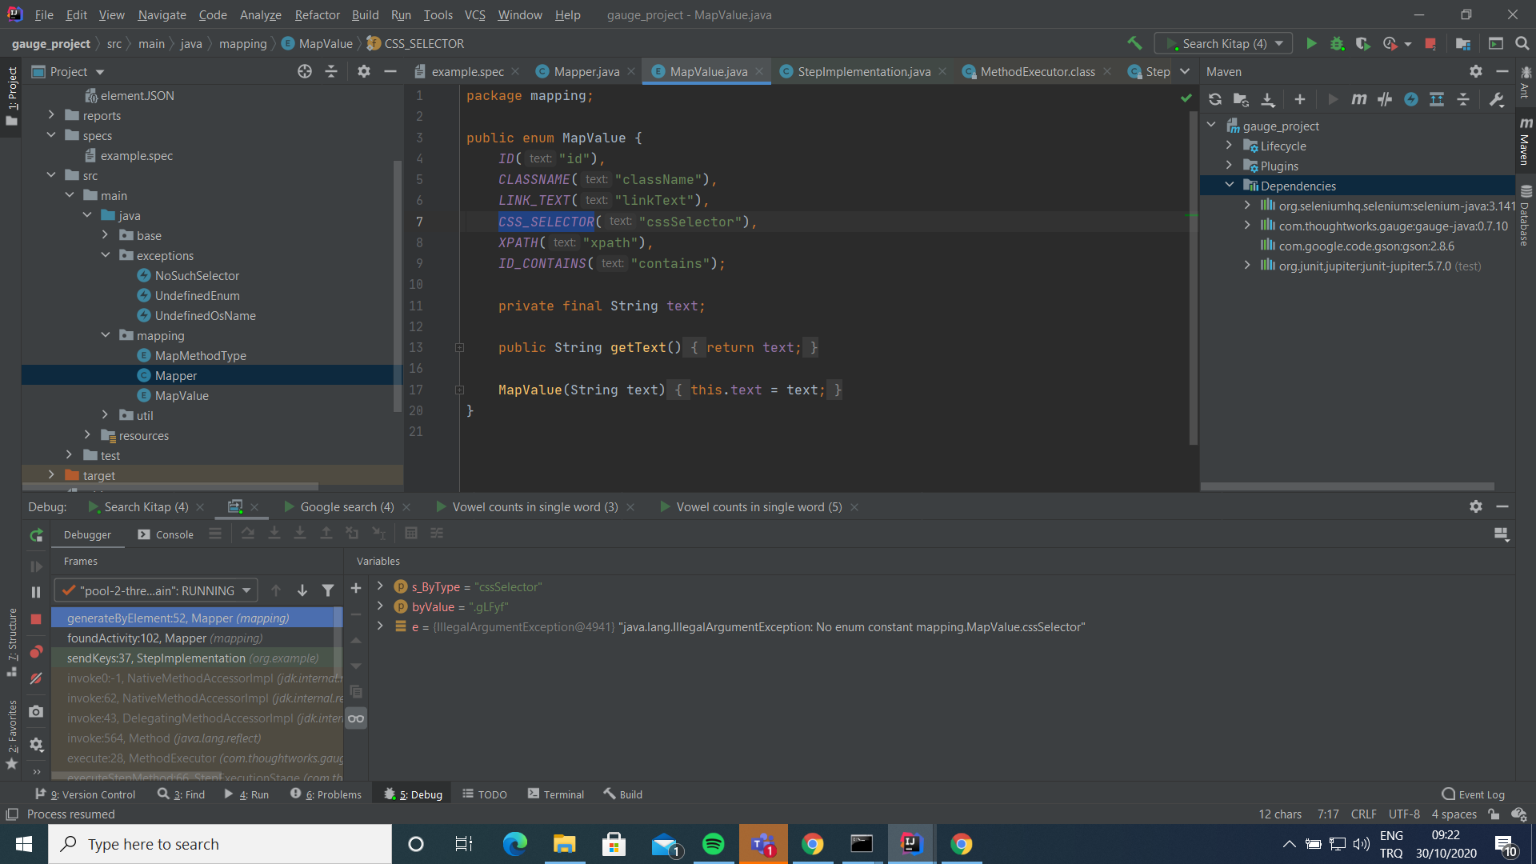 File Edit View Navigate Code Analyze Refactor Build Run Tools VCS Window Help gauge_project - MapValue.java
gauge_project src main java mapping MapValue CSS_SELECTOR
Search Kitap (4)
1: Project
Project
example.spec Mapper.java MapValue.java StepImplementation.java MethodExecutor.class Step
Maven
Ant
Maven
Database
element.JSON
reports
specs
example.spec
src
main
java
base
exceptions
NoSuchSelector
UndefinedEnum
UndefinedOsName
mapping
MapMethodType
Mapper
MapValue
util
resources
test
target
1 package mapping;
2
3 public enum MapValue {
4 ID( text: "id"),
5 CLASSNAME( text: "className"),
6 LINK_TEXT( text: "linkText"),
7 CSS_SELECTOR( text: "cssSelector"),
8 XPATH( text: "xpath"),
9 ID_CONTAINS( text: "contains");
10
11 private final String text;
12
13 public String getText() { return text; }
16
17 MapValue(String text) { this.text = text; }
20 }
21
gauge_project
Lifecycle
Plugins
Dependencies
org.seleniumhq.selenium:selenium-java:3.141
com.thoughtworks.gauge:gauge-java:0.7.10
com.google.code.gson:gson:2.8.6
org.junit.jupiter:junit-jupiter:5.7.0 (test)
Debug: Search Kitap (4) Google search (4) Vowel counts in single word (3) Vowel counts in single word (5)
Debugger Console
Frames Variables
"pool-2-thre...ain": RUNNING
generateByElement:52, Mapper (mapping)
foundActivity:102, Mapper (mapping)
sendKeys:37, StepImplementation (org.example)
invoke0:-1, NativeMethodAccessorImpl (jdk.internal.
invoke:62, NativeMethodAccessorImpl (jdk.internal.re
invoke:43, DelegatingMethodAccessorImpl (jdk.inter
invoke:564, Method (java.lang.reflect)
execute:28, MethodExecutor (com.thoughtworks.gaug
executeStepMethod:66, StepExecutionStage (com.th
s_ByType = "cssSelector"
byValue = ".gLFyf"
e = {IllegalArgumentException@4941} "java.lang.IllegalArgumentException: No enum constant mapping.MapValue.cssSelector"
7: Structure
2: Favorites
9: Version Control 3: Find 4: Run 6: Problems 5: Debug TODO Terminal Build Event Log
Process resumed 12 chars 7:17 CRLF UTF-8 4 spaces
Type here to search
1
1
ENG
TRQ
09:22
30/10/2020
10